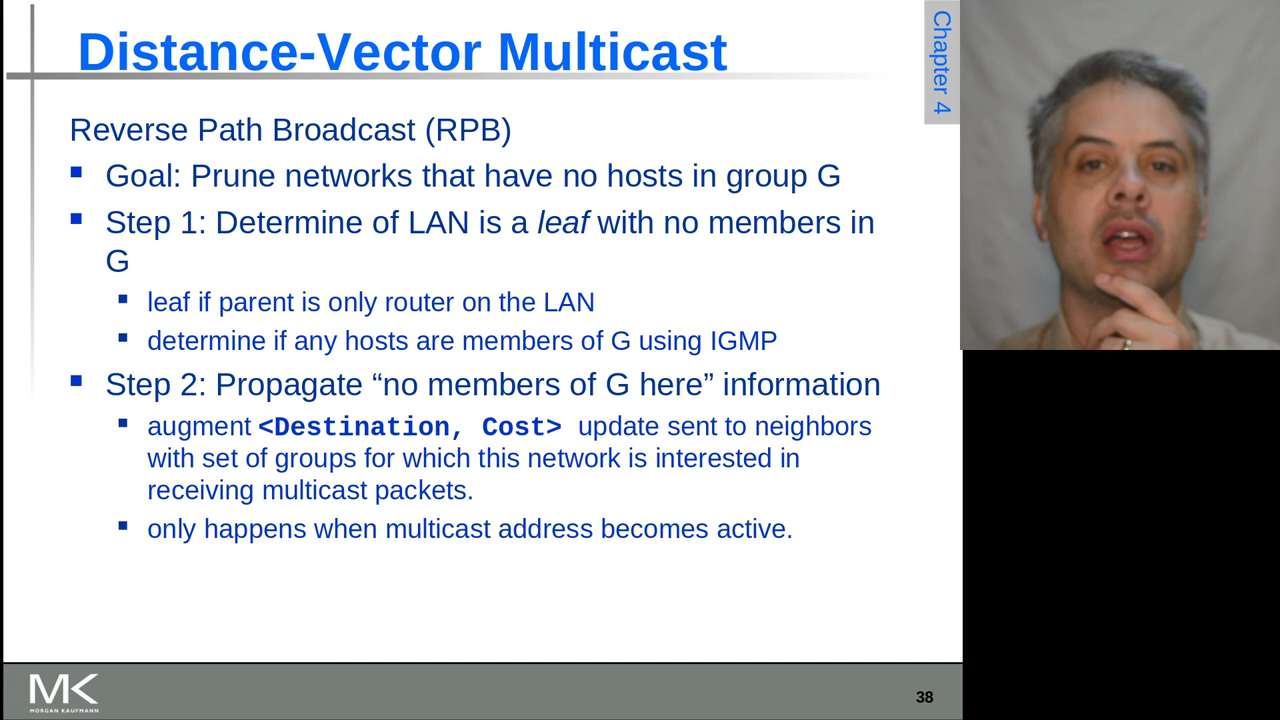 Distance-Vector Multicast
Chapter 4
Reverse Path Broadcast (RPB)
Goal: Prune networks that have no hosts in group G
Step 1: Determine of LAN is a leaf with no members in
G
leaf if parent is only router on the LAN
determine if any hosts are members of G using IGMP
Step 2: Propagate “no members of G here” information
augment <Destination, Cost> update sent to neighbors
with set of groups for which this network is interested in
receiving multicast packets.
only happens when multicast address becomes active.
MK
MORGAN KAUFMANN
38